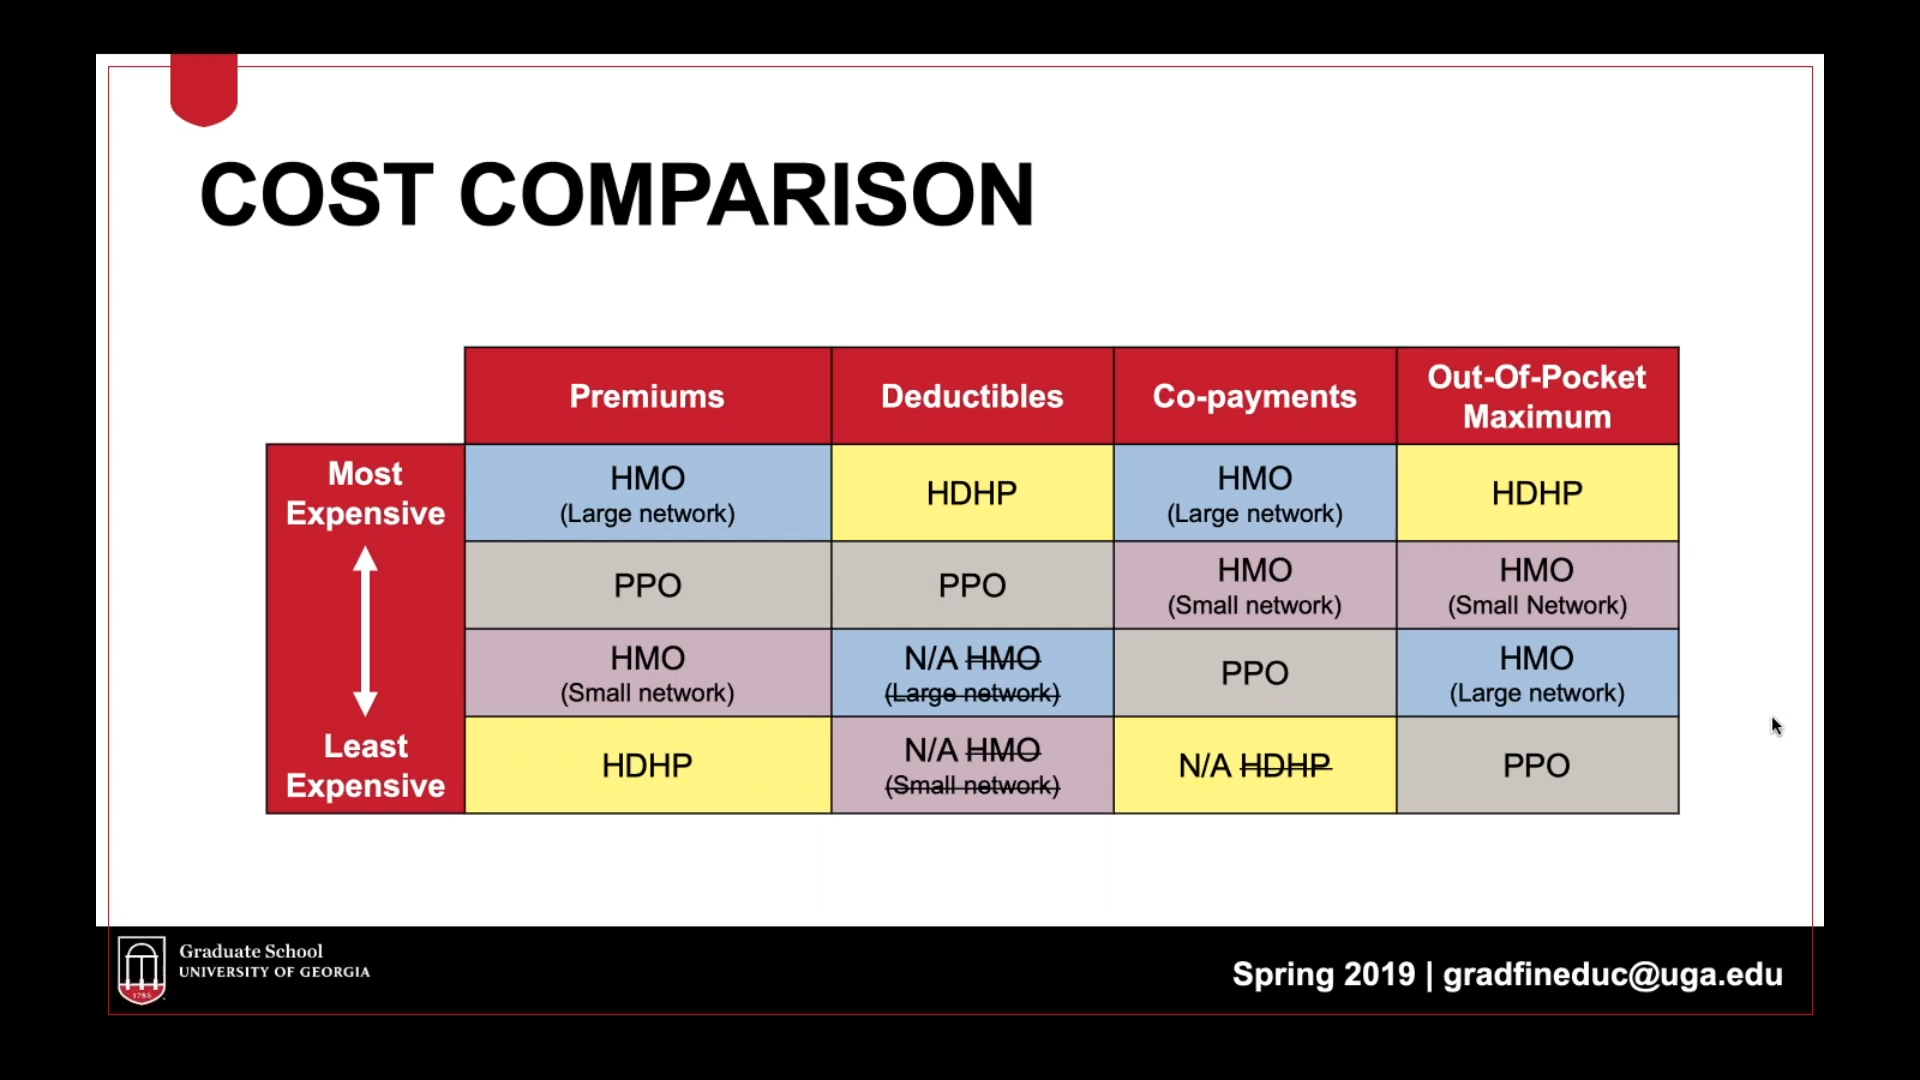 COST COMPARISON
Premiums
Deductibles
Co-payments
Out-Of-Pocket
Maximum
Most
Expensive
HMO
(Large network)
HDHP
HMO
(Large network)
HDHP
PPO
PPO
HMO
(Small network)
HMO
(Small Network)
HMO
(Small network)
N/A HMO
(Large network)
PPO
HMO
(Large network)
Least
Expensive
HDHP
N/A HMO
(Small network)
N/A HDHP
PPO
1785
Graduate School
UNIVERSITY OF GEORGIA
Spring 2019 | gradfineduc@uga.edu